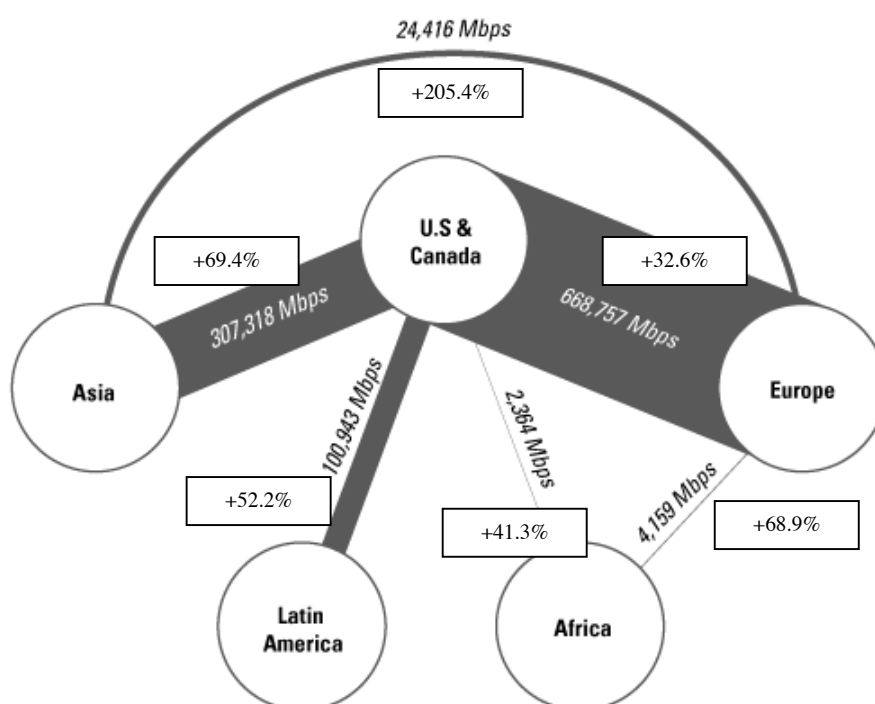 24,416 Mbps
+205.4%
U.S &
Canada
+69.4%
+32.6%
307,318 Mbps
668,757 Mbps
Asia
Europe
100,943 Mbps
2,364 Mbps
4,159 Mbps
+52.2%
+41.3%
+68.9%
Latin
America
Africa